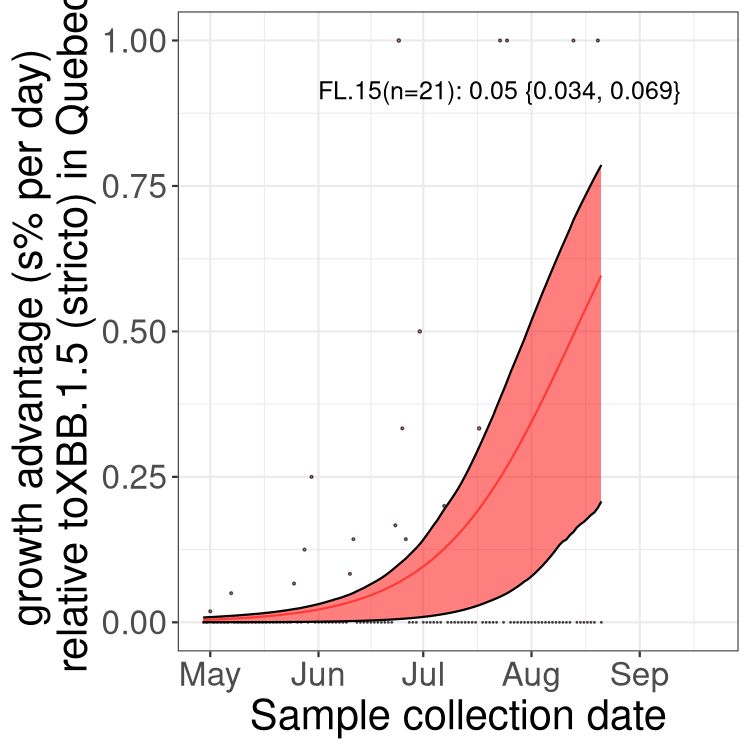 growth advantage (s% per day)
relative toXBB.1.5 (stricto) in Quebec
1.00
0.75
0.50
0.25
0.00
FL.15(n=21): 0.05 {0.034, 0.069}
May Jun Jul Aug Sep
Sample collection date